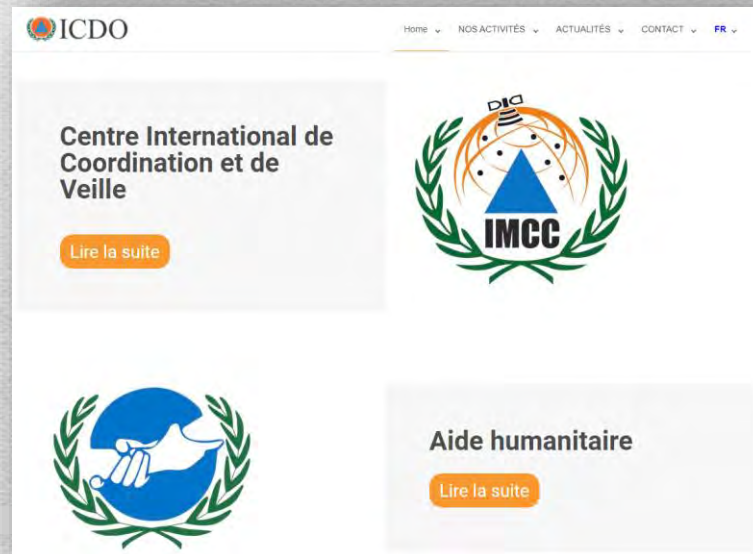 ICDO
Home NOS ACTIVITÉS ACTUALITÉS CONTACT FR
Centre International de
Coordination et de
Veille
Lire la suite
IMCC
Aide humanitaire
Lire la suite